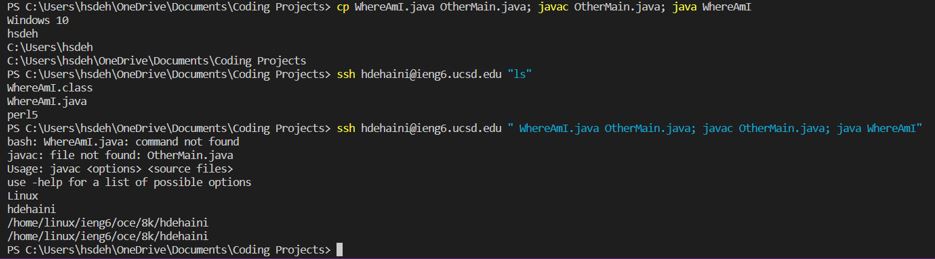 PS C:\Users\hsdeh\OneDrive\Documents\Coding Projects> cp WhereAmI.java OtherMain.java; javac OtherMain.java; java WhereAmI
Windows 10
hsdeh
C:\Users\hsdeh
C:\Users\hsdeh\OneDrive\Documents\Coding Projects
PS C:\Users\hsdeh\OneDrive\Documents\Coding Projects> ssh hdehaini@ieng6.ucsd.edu "ls"
WhereAmI.class
WhereAmI.java
perl5
PS C:\Users\hsdeh\OneDrive\Documents\Coding Projects> ssh hdehaini@ieng6.ucsd.edu " WhereAmI.java OtherMain.java; javac OtherMain.java; java WhereAmI"
bash: WhereAmI.java: command not found
javac: file not found: OtherMain.java
Usage: javac <options> <source files>
use -help for a list of possible options
Linux
hdehaini
/home/linux/ieng6/oce/8k/hdehaini
/home/linux/ieng6/oce/8k/hdehaini
PS C:\Users\hsdeh\OneDrive\Documents\Coding Projects>